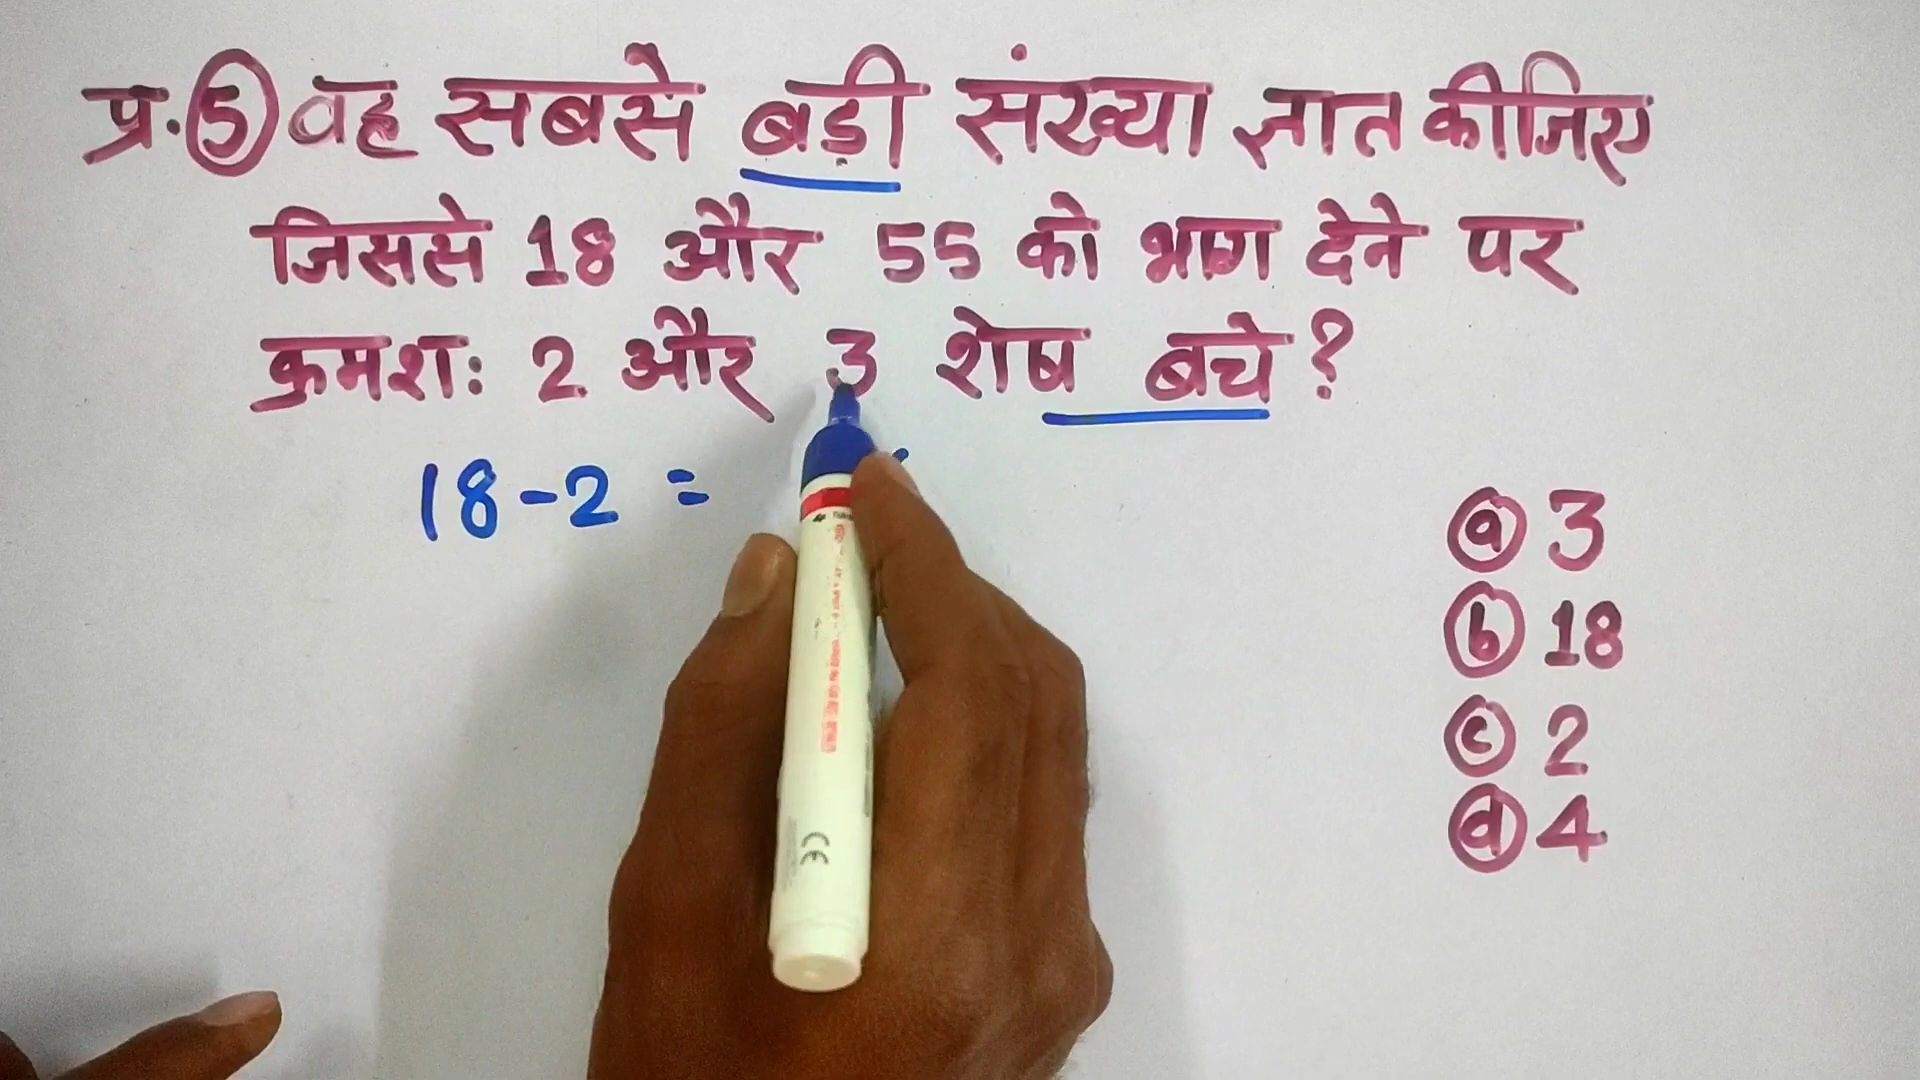 प्र. 5 वह सबसे बड़ी संख्या ज्ञात कीजिए
जिससे 18 और 55 को भाग देने पर
क्रमशः 2 और 3 शेष बचे?
18-2 =
a 3
b 18
c 2
d 4
CE